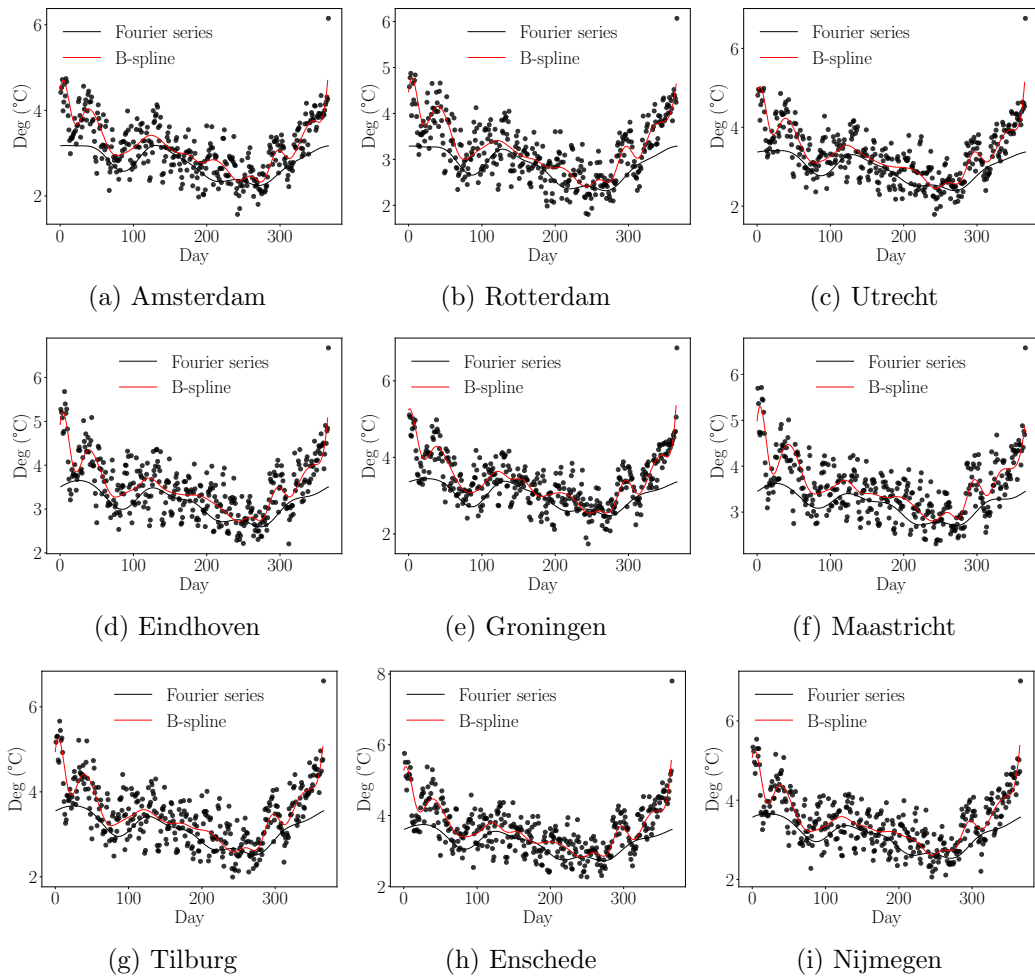 Fourier series
B-spline
6
4
2
Deg (°C)
0 100 200 300
Day
(a) Amsterdam
Fourier series
B-spline
6
5
4
3
2
Deg (°C)
0 100 200 300
Day
(b) Rotterdam
Fourier series
B-spline
6
4
2
Deg (°C)
0 100 200 300
Day
(c) Utrecht
Fourier series
B-spline
6
5
4
3
2
Deg (°C)
0 100 200 300
Day
(d) Eindhoven
Fourier series
B-spline
6
4
2
Deg (°C)
0 100 200 300
Day
(e) Groningen
Fourier series
B-spline
6
5
4
3
Deg (°C)
0 100 200 300
Day
(f) Maastricht
Fourier series
B-spline
6
4
2
Deg (°C)
0 100 200 300
Day
(g) Tilburg
Fourier series
B-spline
8
6
4
2
Deg (°C)
0 100 200 300
Day
(h) Enschede
Fourier series
B-spline
6
4
2
Deg (°C)
0 100 200 300
Day
(i) Nijmegen